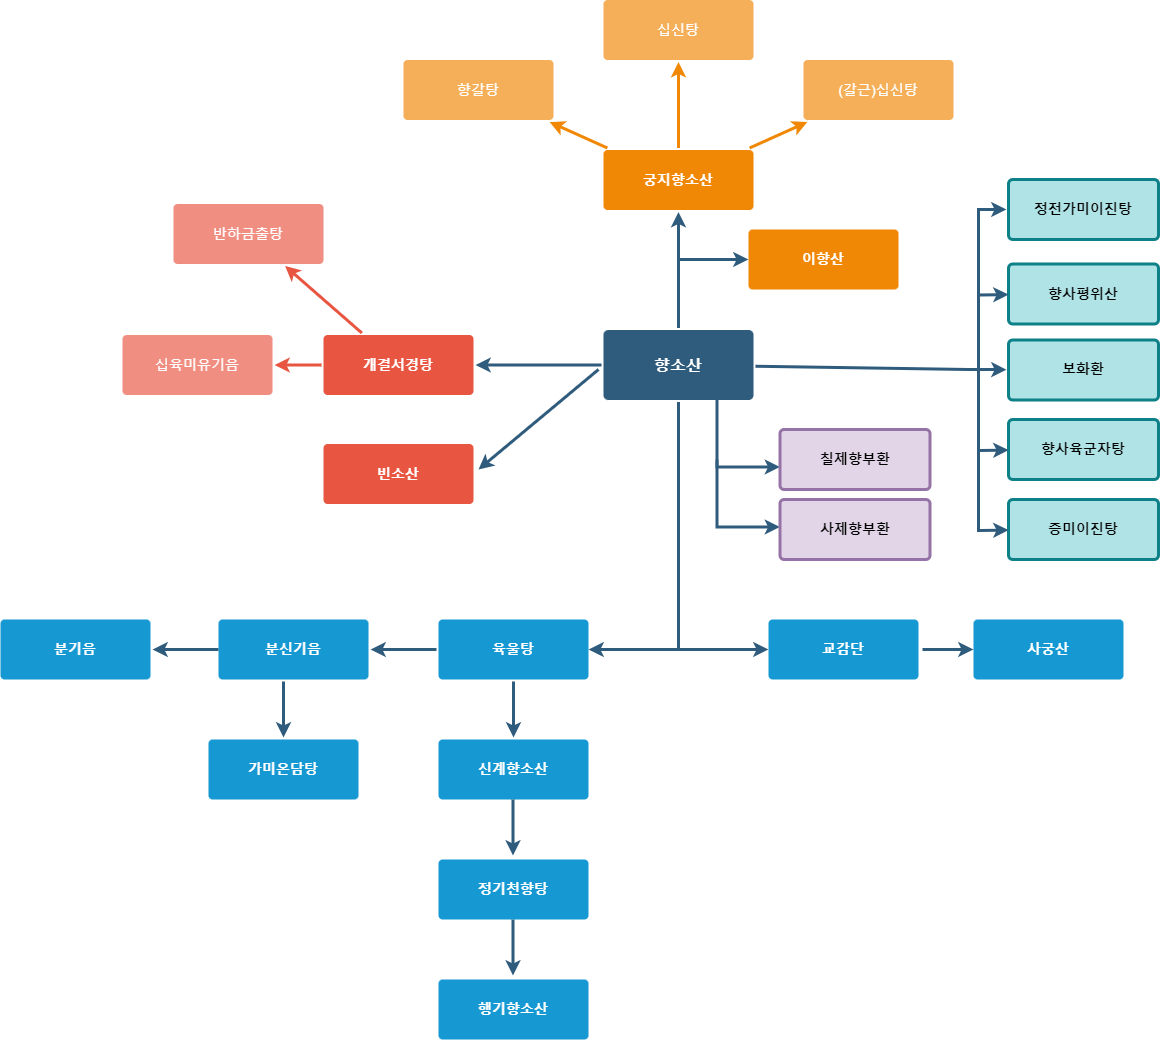 십신탕
향갈탕
(갈근)십신탕
궁지향소산
정전가미이진탕
반하금출탕
이향산
향사평위산
십육미유기음
개결서경탕
향소산
보화환
칠제향부환
향사육군자탕
빈소산
사제향부환
증미이진탕
분기음
분신기음
육울탕
교감단
사궁산
가미온담탕
신계향소산
정기천향탕
행기향소산